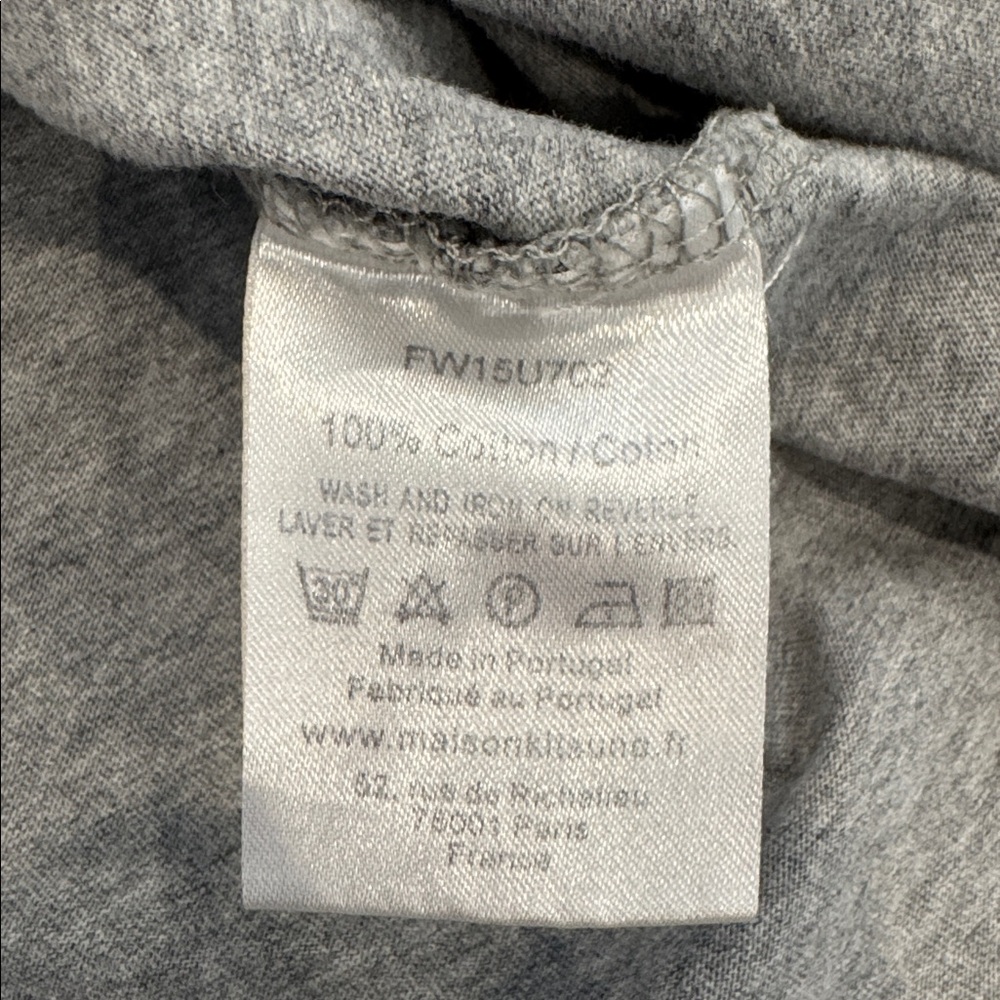 FW15U703
100% Cotton / Coton
WASH AND IRON ON REVERSE
LAVER ET REPASSER SUR L'ENVERS.
30°
P
Made in Portugal
Fabriqué au Portugal
www.maisonkitsune.fr
52, rue de Richelieu
75001 Paris
France